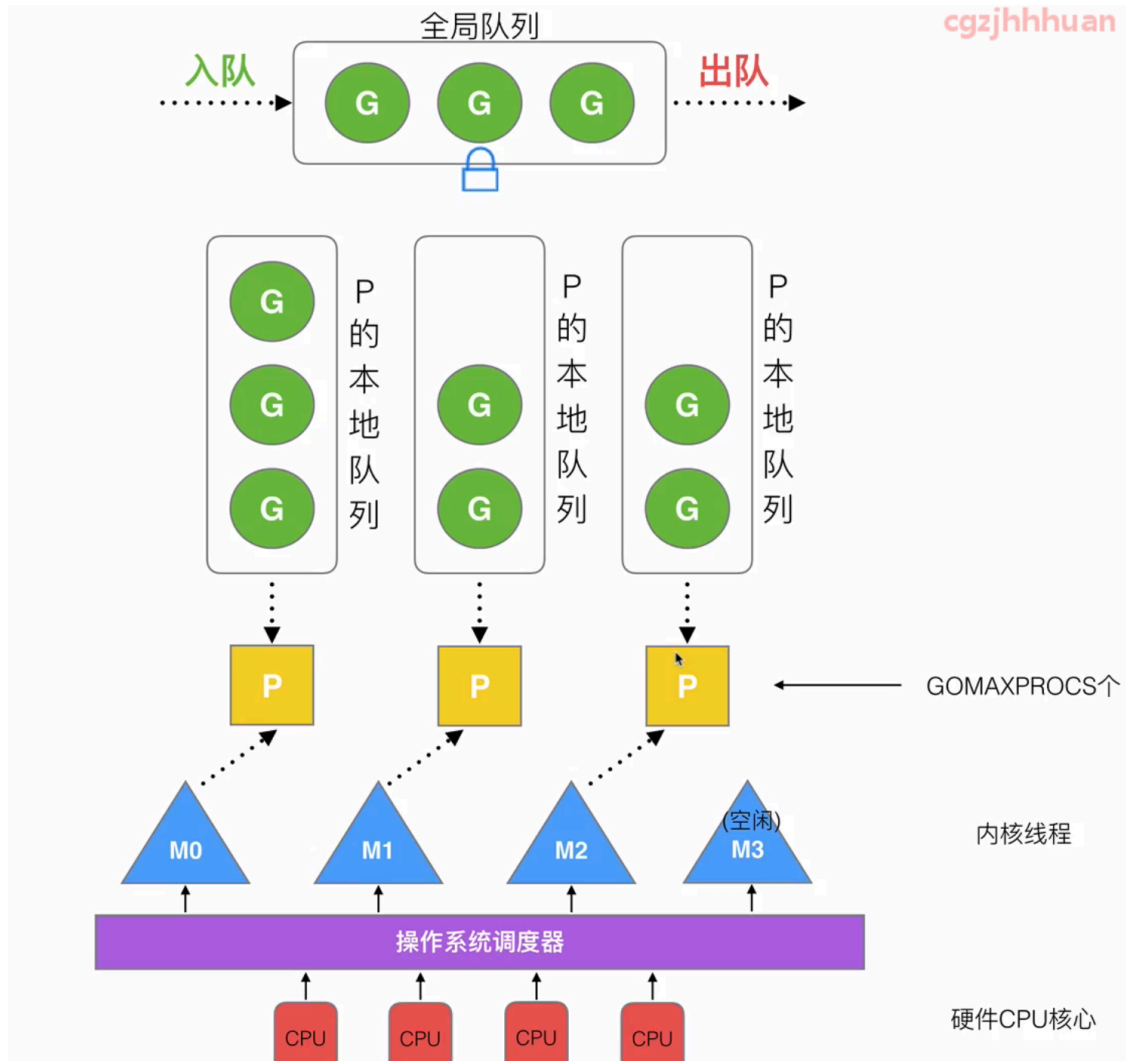 cgzjhhhuan
全局队列
入队
出队
G G G
G
G G G
G G G
P的本地队列
P的本地队列
P的本地队列
P P P
GOMAXPROCS个
(空闲)
M0 M1 M2 M3
内核线程
操作系统调度器
CPU CPU CPU CPU
硬件CPU核心